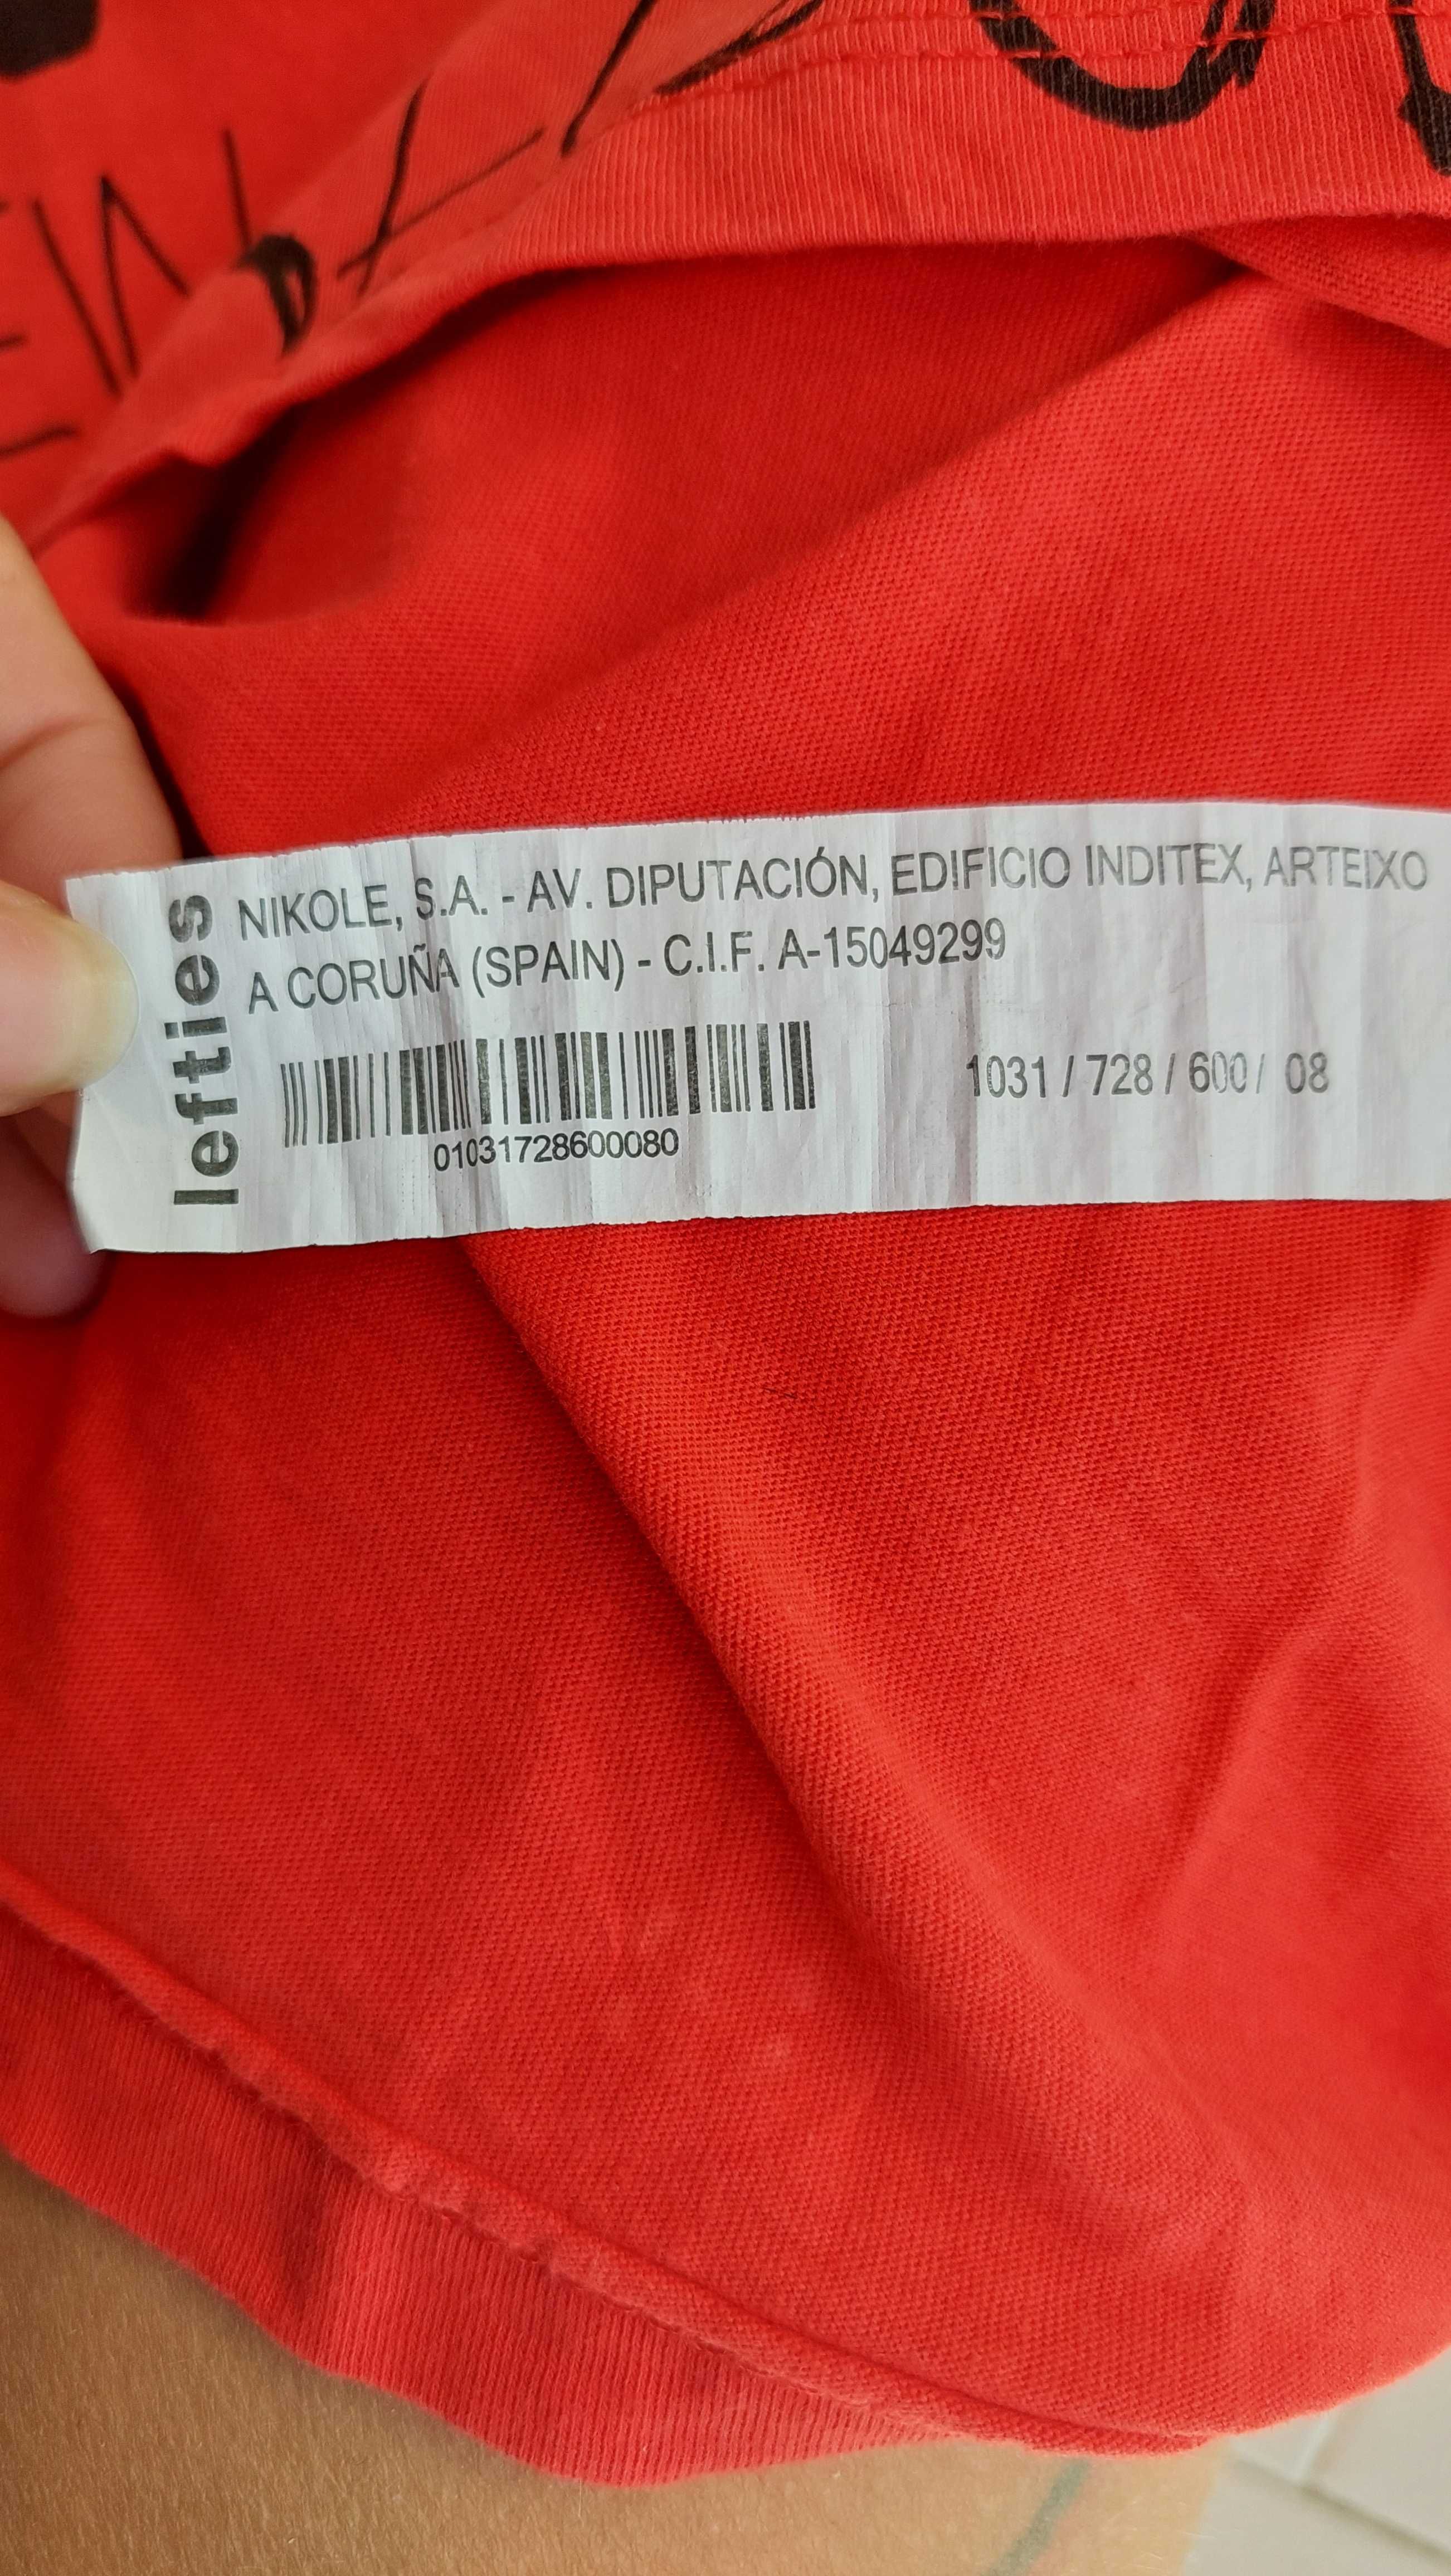 lefties
NIKOLE, S.A. - AV. DIPUTACIÓN, EDIFICIO INDITEX, ARTEIXO
A CORUÑA (SPAIN) - C.I.F. A-15049299
01031728600080
1031 / 728 / 600/ 08